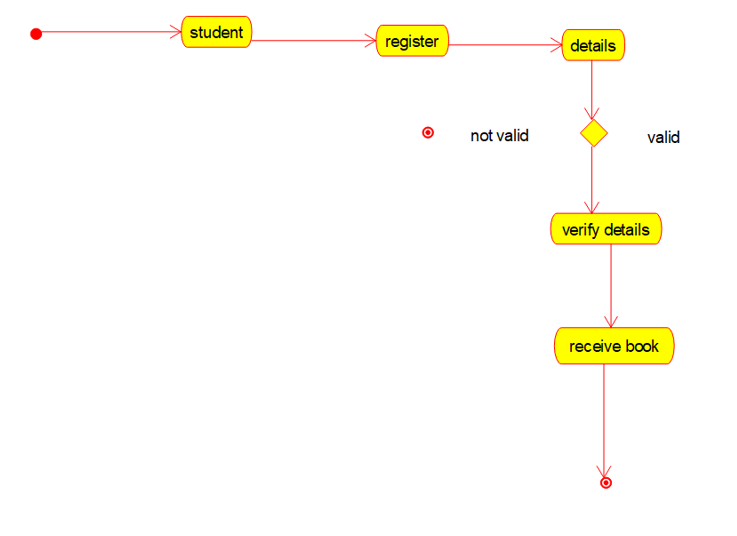 student
register
details
not valid
valid
verify details
receive book